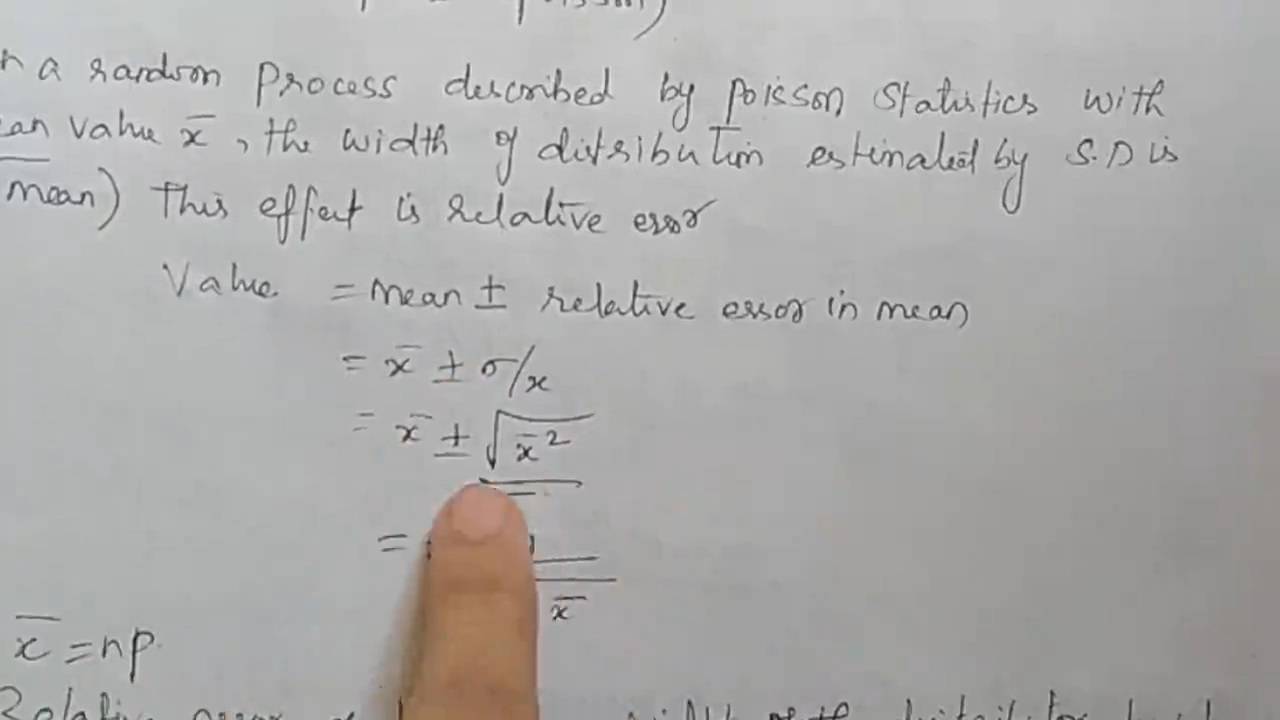 a random Process described by Poisson Statistics with
value x̄, the width of distribution estimated by S.D is
mean) This effect is relative error
Value = mean ± relative error in mean
= x̄ ± σ/x
= x̄ ± √x̄²
=
x̄
x̄ = np